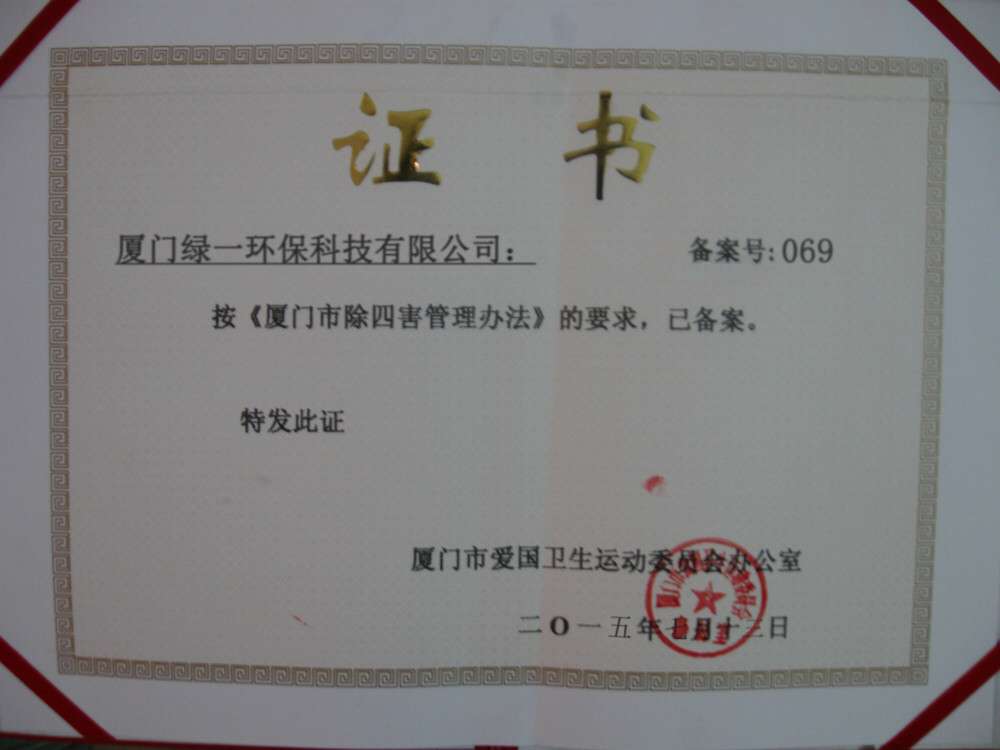 证书
厦门绿一环保科技有限公司：
备案号：069
按《厦门市除四害管理办法》的要求，已备案。
特发此证
厦门市爱国卫生运动委员会办公室
二O一五年七月十三日